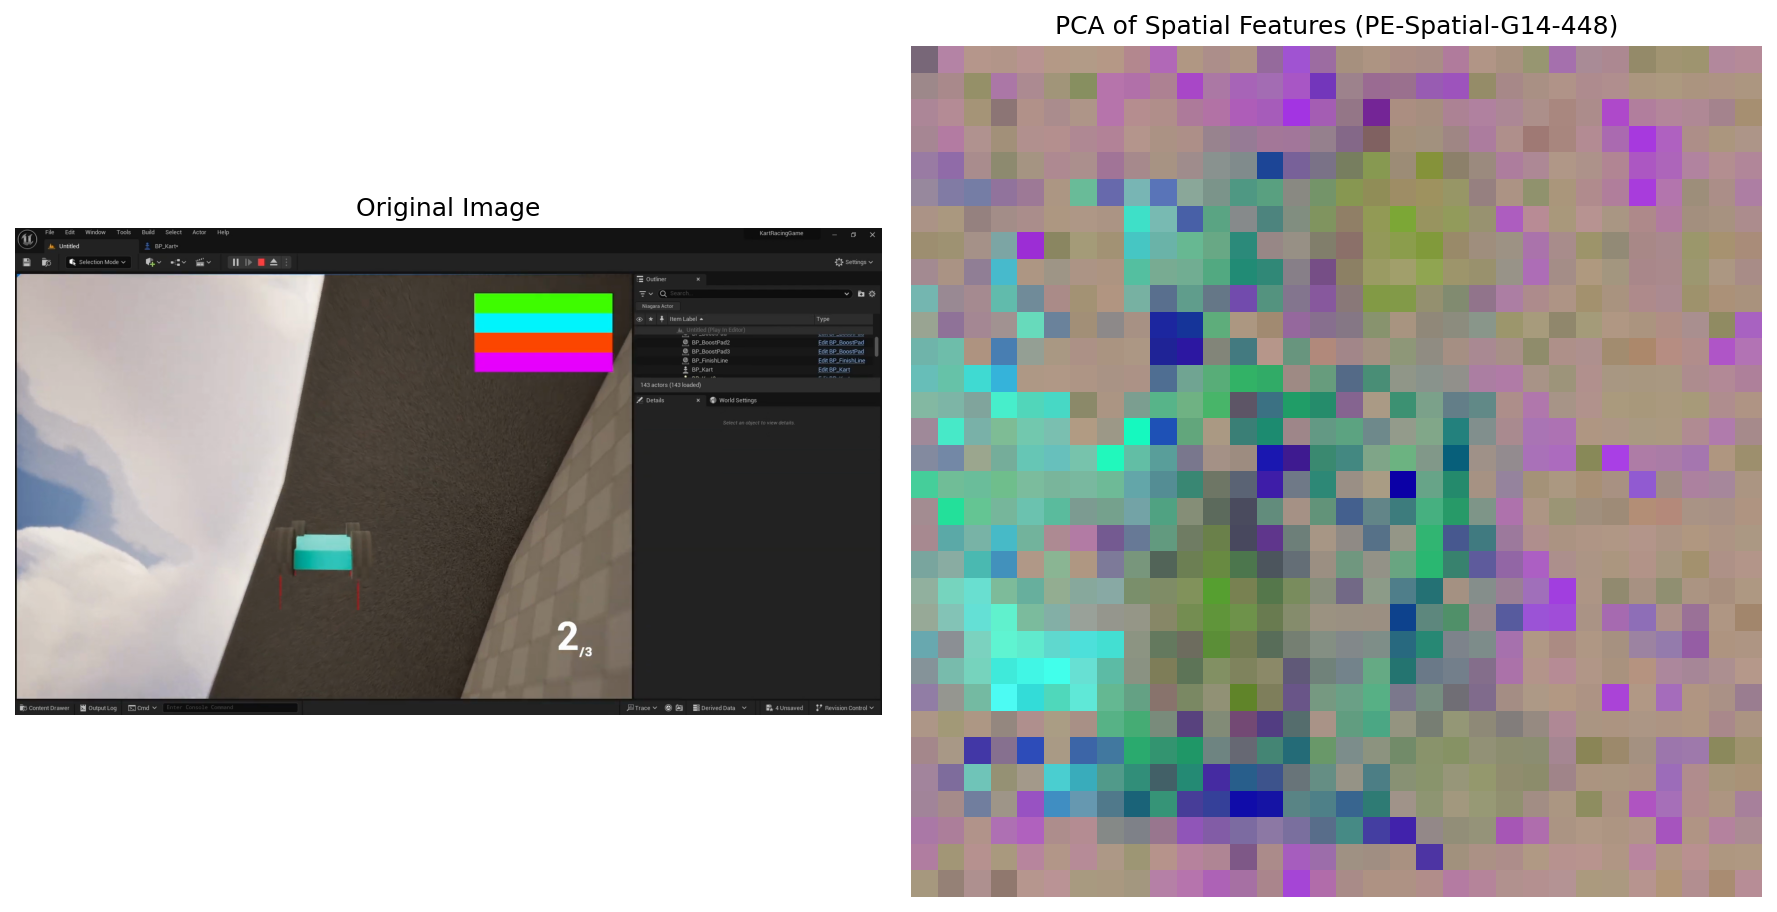 PCA of Spatial Features (PE-Spatial-G14-448)
Original Image
File Edit Window Tools Build Select Actor Help
KartRacingGame
Untitled
BP_Kart•
Selection Mode
Settings
Outliner
Search...
Niagara Actor
Item Label
Type
Untitled (Play In Editor)
BP_BoostPad2 Edit BP_BoostPad
BP_BoostPad3 Edit BP_BoostPad
BP_FinishLine Edit BP_FinishLine
BP_Kart Edit BP_Kart
143 actors (143 loaded)
Details
World Settings
Select an object to view details.
2/3
Content Drawer
Output Log
Cmd
Enter Console Command
Trace
Derived Data
4 Unsaved
Revision Control